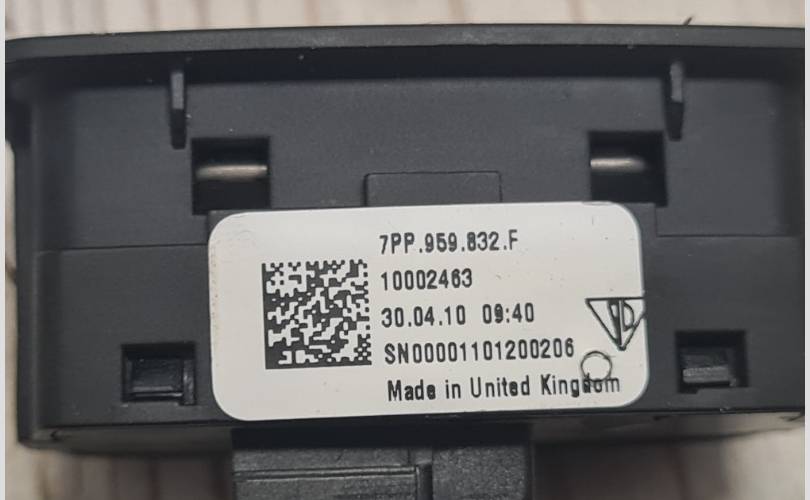 7PP.959.832.F
10002463
30.04.10 09:40
SN00001101200206
Made in United Kingdom